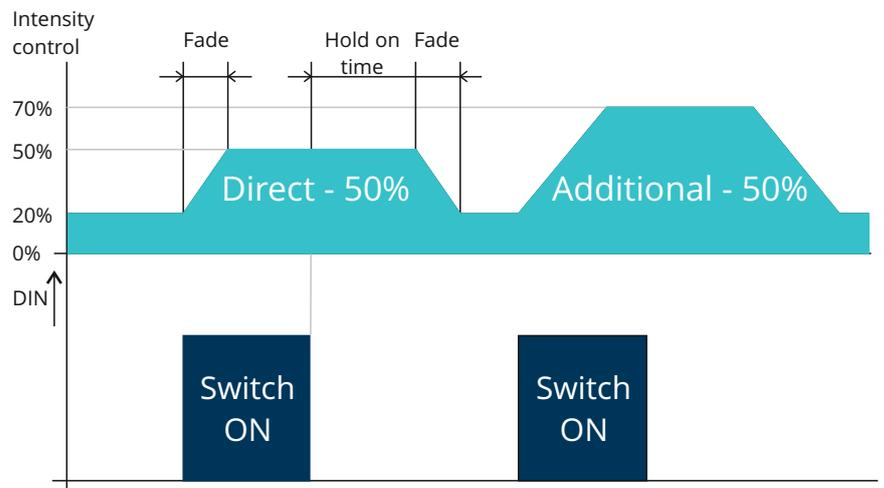 Intensity
control
Fade
Hold on
time
Fade
70%
50%
20%
0%
Direct - 50%
Additional - 50%
DIN
Switch
ON
Switch
ON